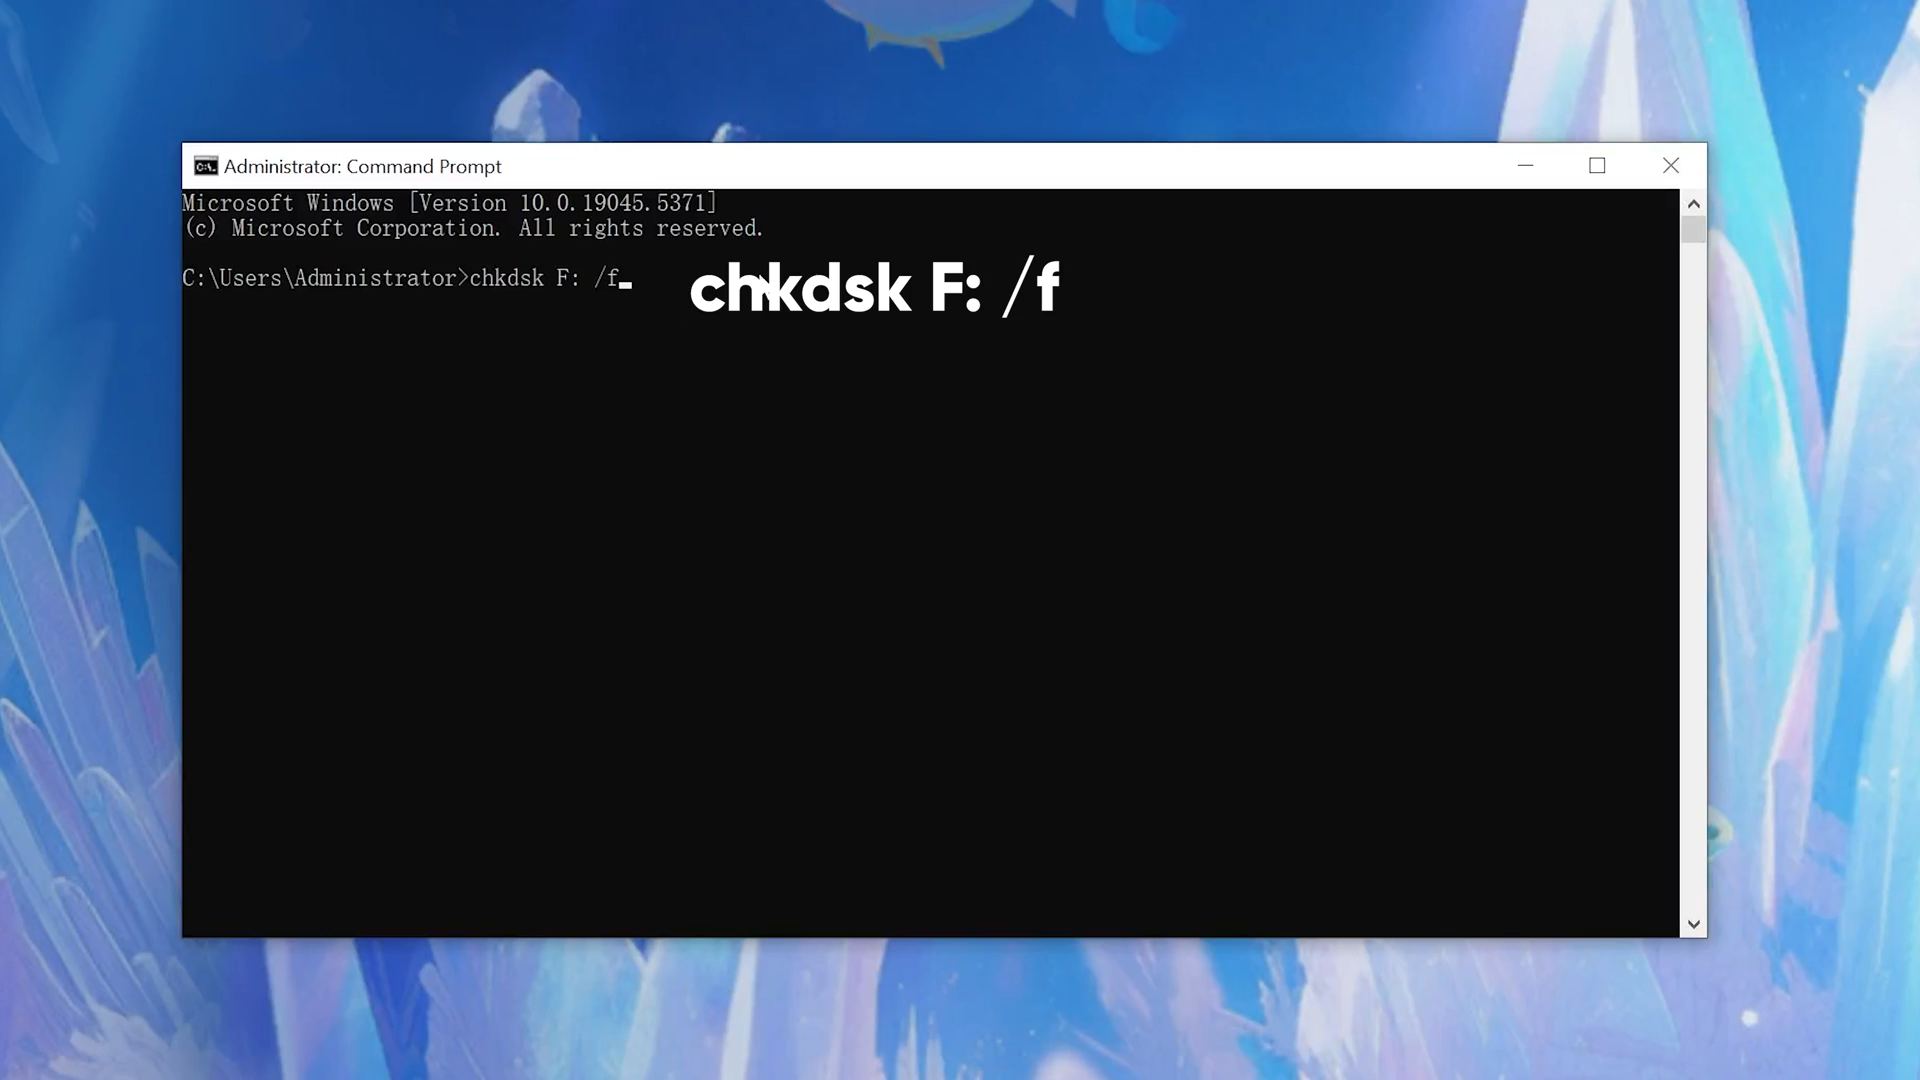 Administrator: Command Prompt
Microsoft Windows [Version 10.0.19045.5371]
(c) Microsoft Corporation. All rights reserved.
C:\Users\Administrator>chkdsk F: /f
chkdsk F: /f